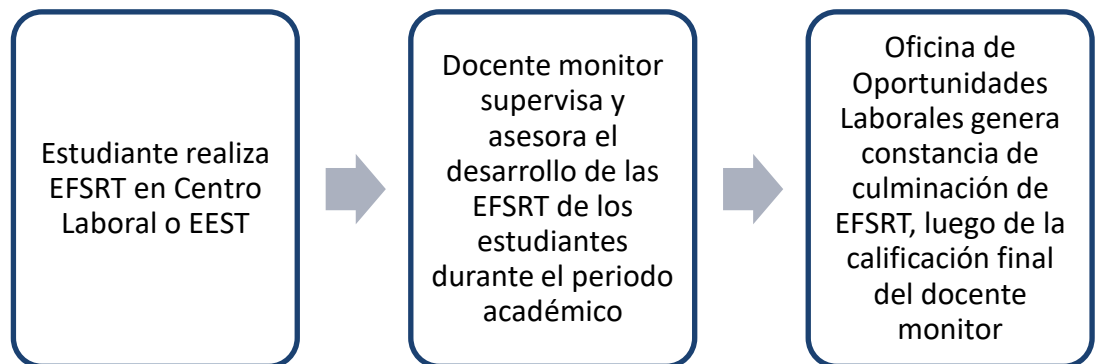 Estudiante realiza
EFSRT en Centro
Laboral o EEST
Docente monitor
supervisa y
asesora el
desarrollo de las
EFSRT de los
estudiantes
durante el periodo
académico
Oficina de
Oportunidades
Laborales genera
constancia de
culminación de
EFSRT, luego de la
calificación final
del docente
monitor